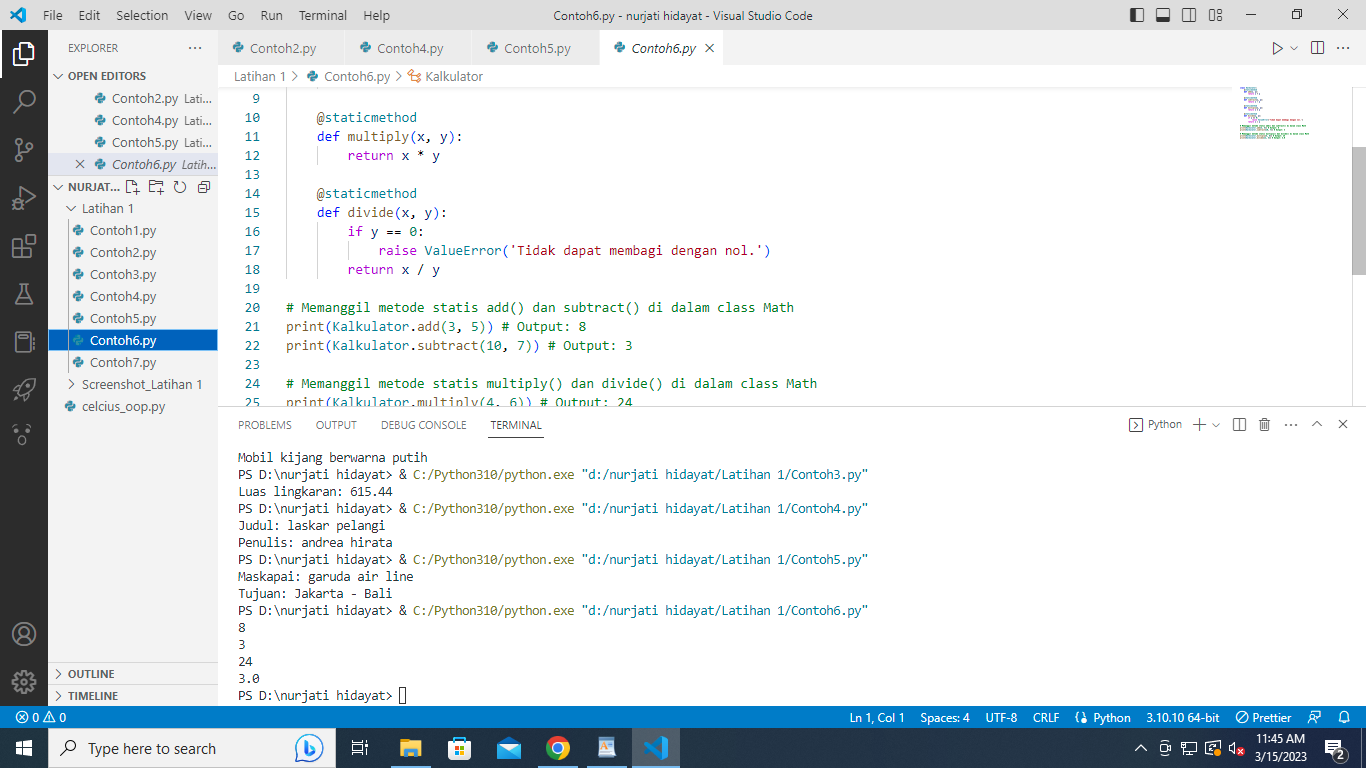 File Edit Selection View Go Run Terminal Help
Contoh6.py - nurjati hidayat - Visual Studio Code
EXPLORER
OPEN EDITORS
Contoh2.py Lati...
Contoh4.py Lati...
Contoh5.py Lati...
Contoh6.py Latih...
NURJAT...
Latihan 1
Contoh1.py
Contoh2.py
Contoh3.py
Contoh4.py
Contoh5.py
Contoh6.py
Contoh7.py
Screenshot_Latihan 1
celcius_oop.py
OUTLINE
TIMELINE
Contoh2.py Contoh4.py Contoh5.py Contoh6.py
Latihan 1 > Contoh6.py > Kalkulator
9
10 @staticmethod
11 def multiply(x, y):
12 return x * y
13
14 @staticmethod
15 def divide(x, y):
16 if y == 0:
17 raise ValueError('Tidak dapat membagi dengan nol.')
18 return x / y
19
20 # Memanggil metode statis add() dan subtract() di dalam class Math
21 print(Kalkulator.add(3, 5)) # Output: 8
22 print(Kalkulator.subtract(10, 7)) # Output: 3
23
24 # Memanggil metode statis multiply() dan divide() di dalam class Math
25 print(Kalkulator.multiply(4, 6)) # Output: 24
PROBLEMS OUTPUT DEBUG CONSOLE TERMINAL
Python
Mobil kijang berwarna putih
PS D:\nurjati hidayat> & C:/Python310/python.exe "d:/nurjati hidayat/Latihan 1/Contoh3.py"
Luas lingkaran: 615.44
PS D:\nurjati hidayat> & C:/Python310/python.exe "d:/nurjati hidayat/Latihan 1/Contoh4.py"
Judul: laskar pelangi
Penulis: andrea hirata
PS D:\nurjati hidayat> & C:/Python310/python.exe "d:/nurjati hidayat/Latihan 1/Contoh5.py"
Maskapai: garuda air line
Tujuan: Jakarta - Bali
PS D:\nurjati hidayat> & C:/Python310/python.exe "d:/nurjati hidayat/Latihan 1/Contoh6.py"
8
3
24
3.0
PS D:\nurjati hidayat>
0 0
Ln 1, Col 1 Spaces: 4 UTF-8 CRLF Python 3.10.10 64-bit Prettier
Type here to search
11:45 AM
3/15/2023
2